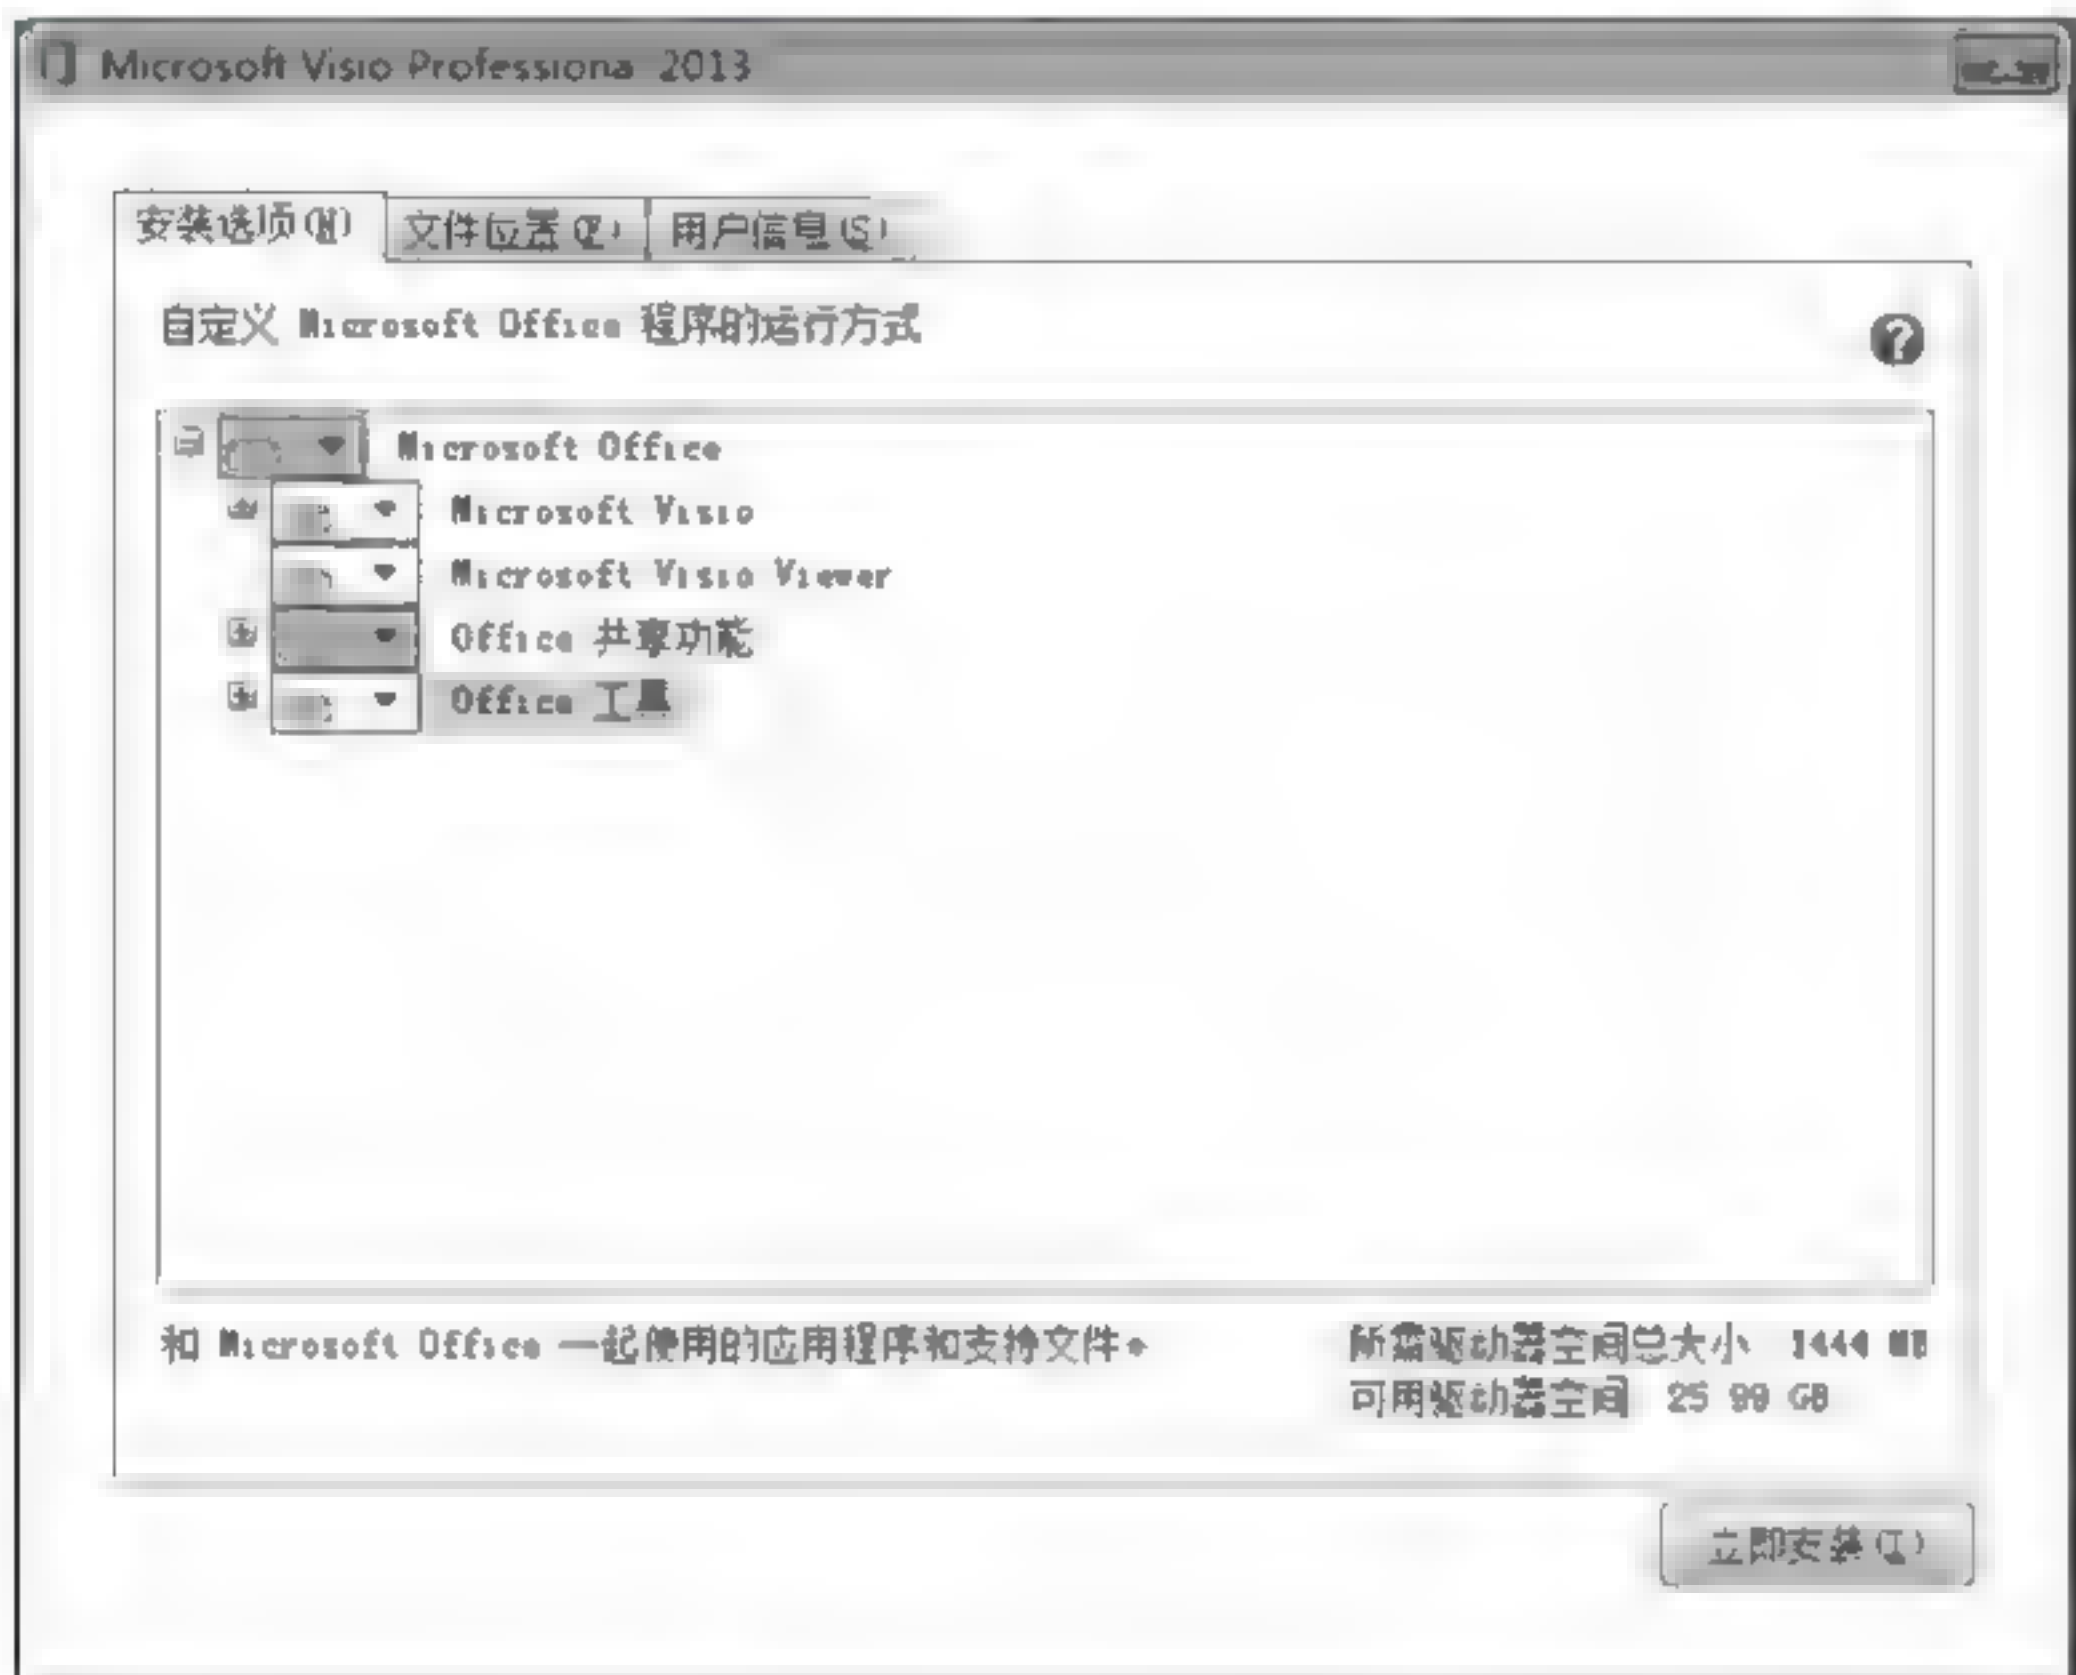 Microsoft Visio Professiona 2013
安装选项(N) 文件位置(F) 用户信息(S)
自定义 Microsoft Office 程序的运行方式
Microsoft Office
Microsoft Visio
Microsoft Visio Viewer
Office 共享功能
Office 工具
和 Microsoft Office 一起使用的应用程序和支持文件。
所需驱动器空间总大小 1444 MB
可用驱动器空间 25 99 GB
立即安装(I)